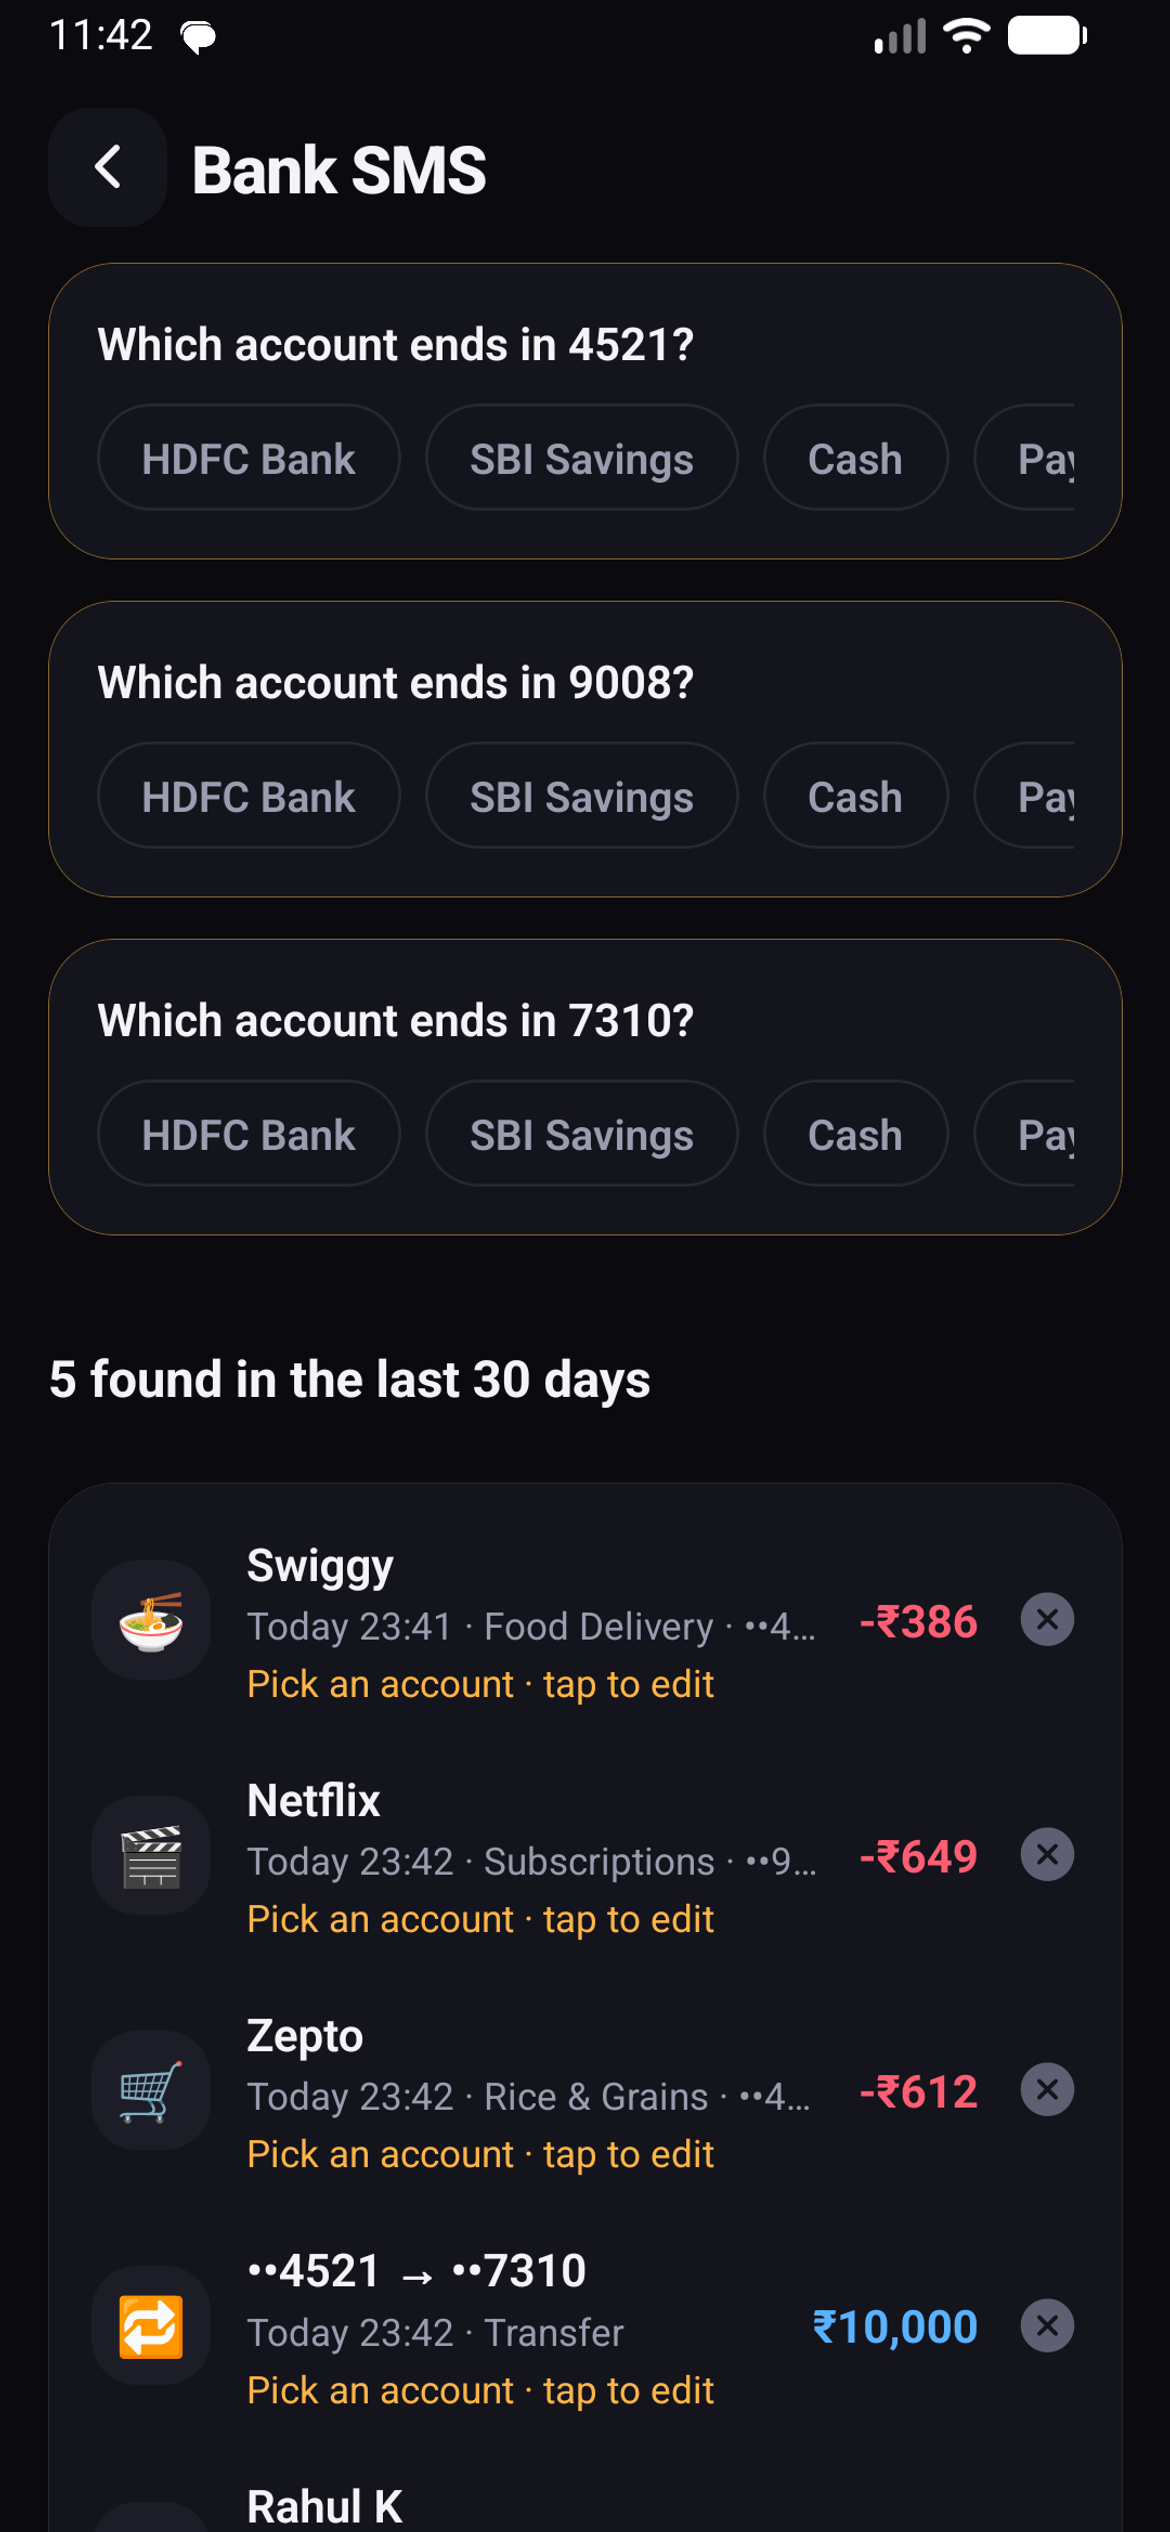 11:42
Bank SMS
Which account ends in 4521?
HDFC Bank SBI Savings Cash Pay
Which account ends in 9008?
HDFC Bank SBI Savings Cash Pay
Which account ends in 7310?
HDFC Bank SBI Savings Cash Pay
5 found in the last 30 days
Swiggy
Today 23:41 · Food Delivery · ••4...
-₹386
Pick an account · tap to edit
Netflix
Today 23:42 · Subscriptions · ••9...
-₹649
Pick an account · tap to edit
Zepto
Today 23:42 · Rice & Grains · ••4...
-₹612
Pick an account · tap to edit
••4521 → ••7310
Today 23:42 · Transfer
₹10,000
Pick an account · tap to edit
Rahul K